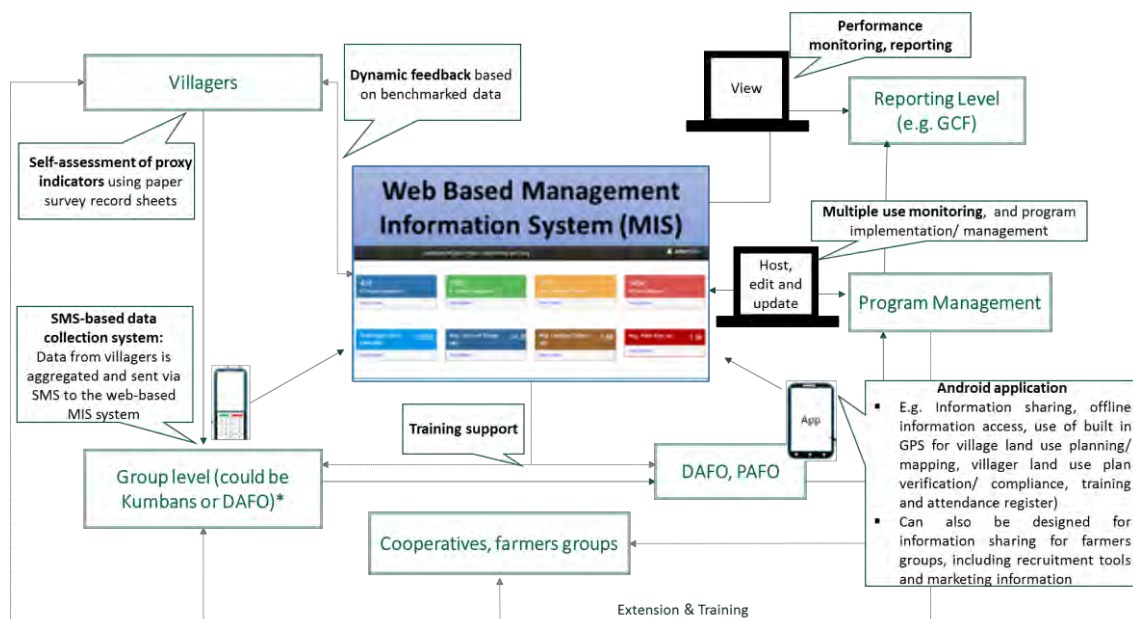 Performance
monitoring, reporting
Villagers
Dynamic feedback based
on benchmarked data
View
Reporting Level
(e.g. GCF)
Self-assessment of proxy
indicators using paper
survey record sheets
Web Based Management
Information System (MIS)
Multiple use monitoring, and program
implementation/ management
Host,
edit and
update
Program Management
SMS-based data
collection system:
Data from villagers is
aggregated and sent via
SMS to the web-based
MIS system
Training support
App
Android application
▪ E.g. Information sharing, offline
information access, use of built in
GPS for village land use planning/
mapping, villager land use plan
verification/ compliance, training
and attendance register)
▪ Can also be designed for
information sharing for farmers
groups, including recruitment tools
and marketing information
Group level (could be
Kumbans or DAFO)*
DAFO, PAFO
Cooperatives, farmers groups
Extension & Training